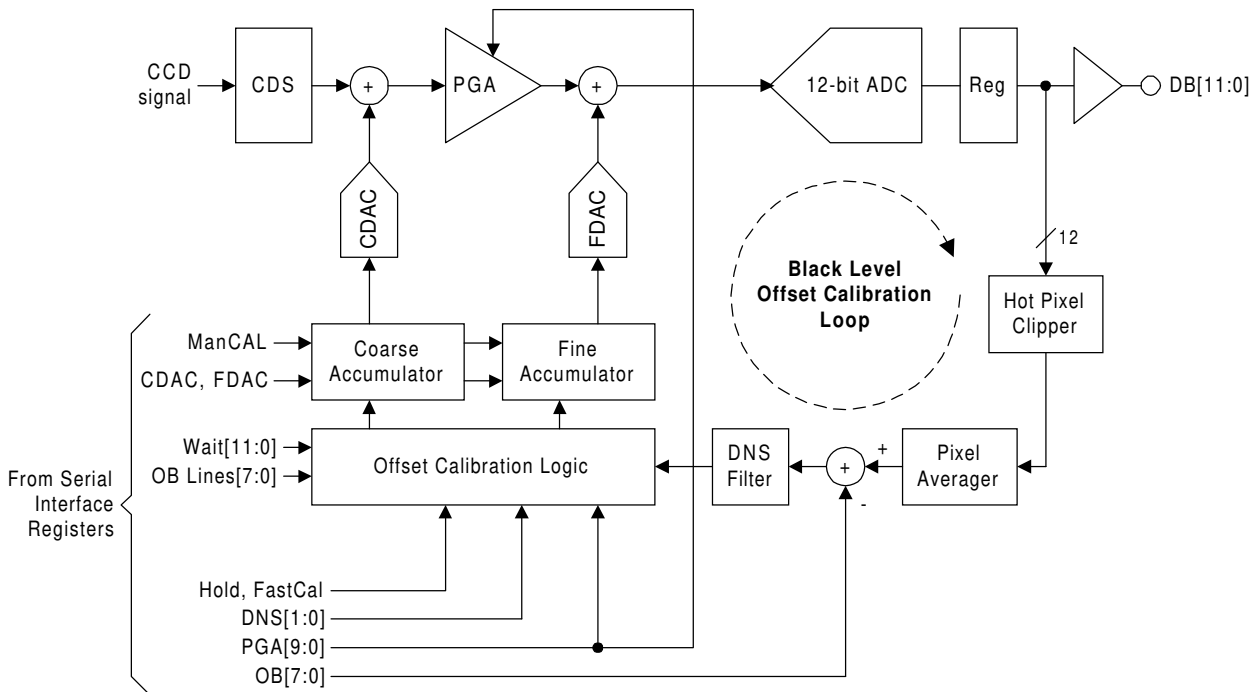 CCD
signal
CDS
+
PGA
+
12-bit ADC
Reg
DB[11:0]
CDAC
FDAC
12
Black Level
Offset Calibration
Loop
Hot Pixel
Clipper
ManCAL
CDAC, FDAC
Coarse
Accumulator
Fine
Accumulator
Wait[11:0]
OB Lines[7:0]
Offset Calibration Logic
DNS
Filter
+
+
-
Pixel
Averager
From Serial
Interface
Registers
Hold, FastCal
DNS[1:0]
PGA[9:0]
OB[7:0]